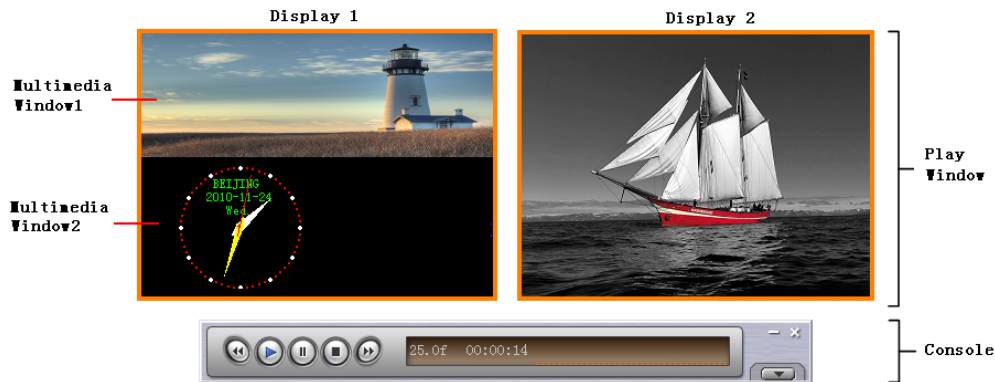 Display 1
Display 2
Multimedia
Window1
BEIJING
2010-11-24
Wed
Multimedia
Window2
Play
Window
25.0f 00:00:14
Console